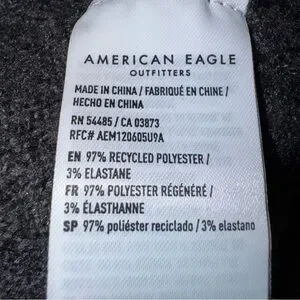 AMERICAN EAGLE
OUTFITTERS
MADE IN CHINA / FABRIQUÉ EN CHINE /
HECHO EN CHINA
RN 54485 / CA 03873
RFC# AEM120605U9A
EN 97% RECYCLED POLYESTER /
3% ELASTANE
FR 97% POLYESTER RÉGÉNÉRÉ /
3% ÉLASTHANNE
SP 97% poliéster reciclado / 3% elastano